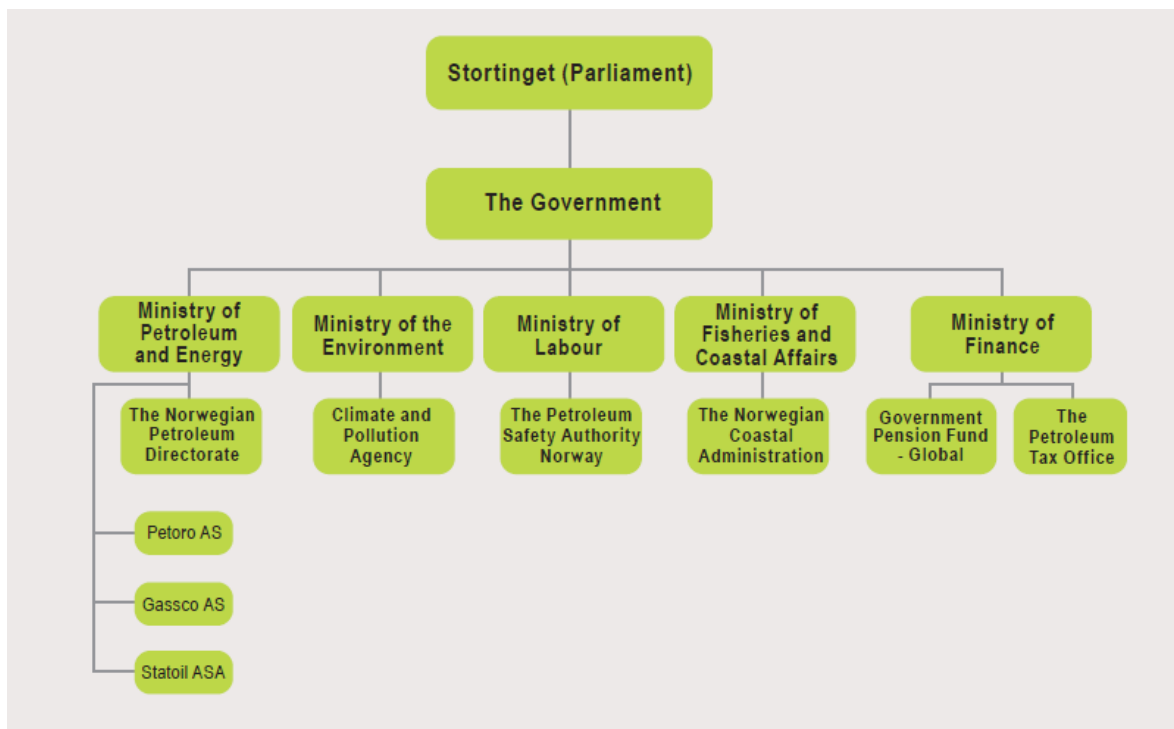 Stortinget (Parliament)
The Government
Ministry of
Petroleum
and Energy
Ministry of the
Environment
Ministry of
Labour
Ministry of
Fisheries and
Coastal Affairs
Ministry of
Finance
The Norwegian
Petroleum
Directorate
Climate and
Pollution
Agency
The Petroleum
Safety Authority
Norway
The Norwegian
Coastal
Administration
Government
Pension Fund
- Global
The
Petroleum
Tax Office
Petoro AS
Gassco AS
Statoil ASA